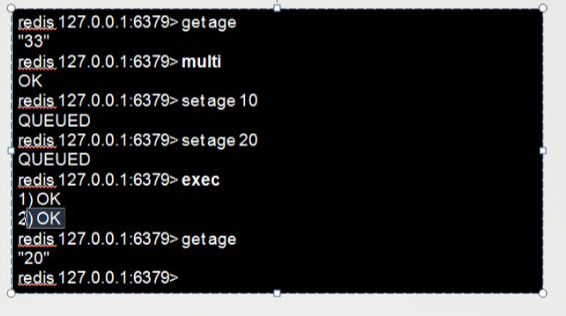 redis 127.0.0.1:6379> get age
"33"
redis 127.0.0.1:6379> multi
OK
redis 127.0.0.1:6379> set age 10
QUEUED
redis 127.0.0.1:6379> set age 20
QUEUED
redis 127.0.0.1:6379> exec
1) OK
2) OK
redis 127.0.0.1:6379> get age
"20"
redis 127.0.0.1:6379>